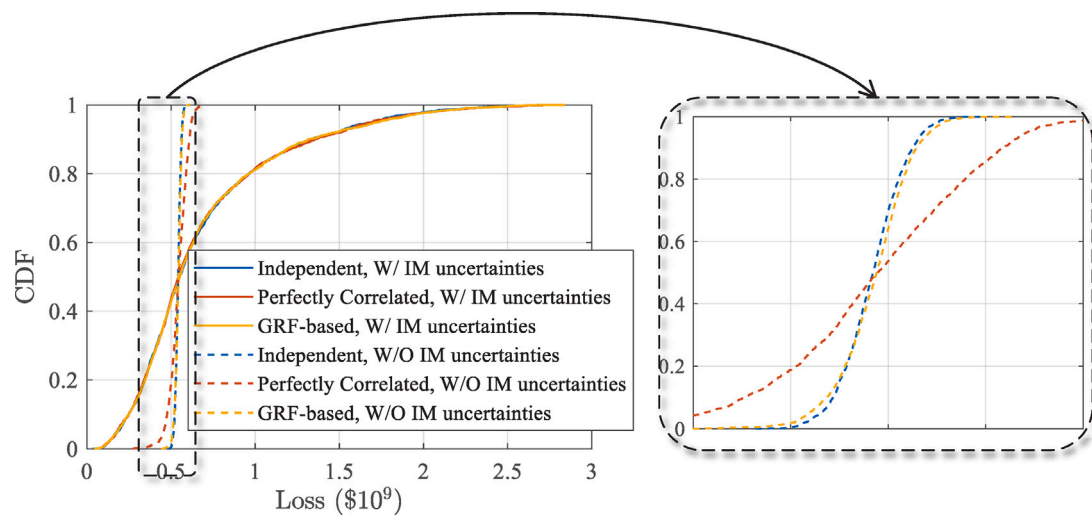 1
0.8
0.6
0.4
0.2
0
CDF
0
0.5
1
1.5
2
2.5
3
Loss ($10⁹)
Independent, W/ IM uncertainties
Perfectly Correlated, W/ IM uncertainties
GRF-based, W/ IM uncertainties
Independent, W/O IM uncertainties
Perfectly Correlated, W/O IM uncertainties
GRF-based, W/O IM uncertainties
1
0.8
0.6
0.4
0.2
0